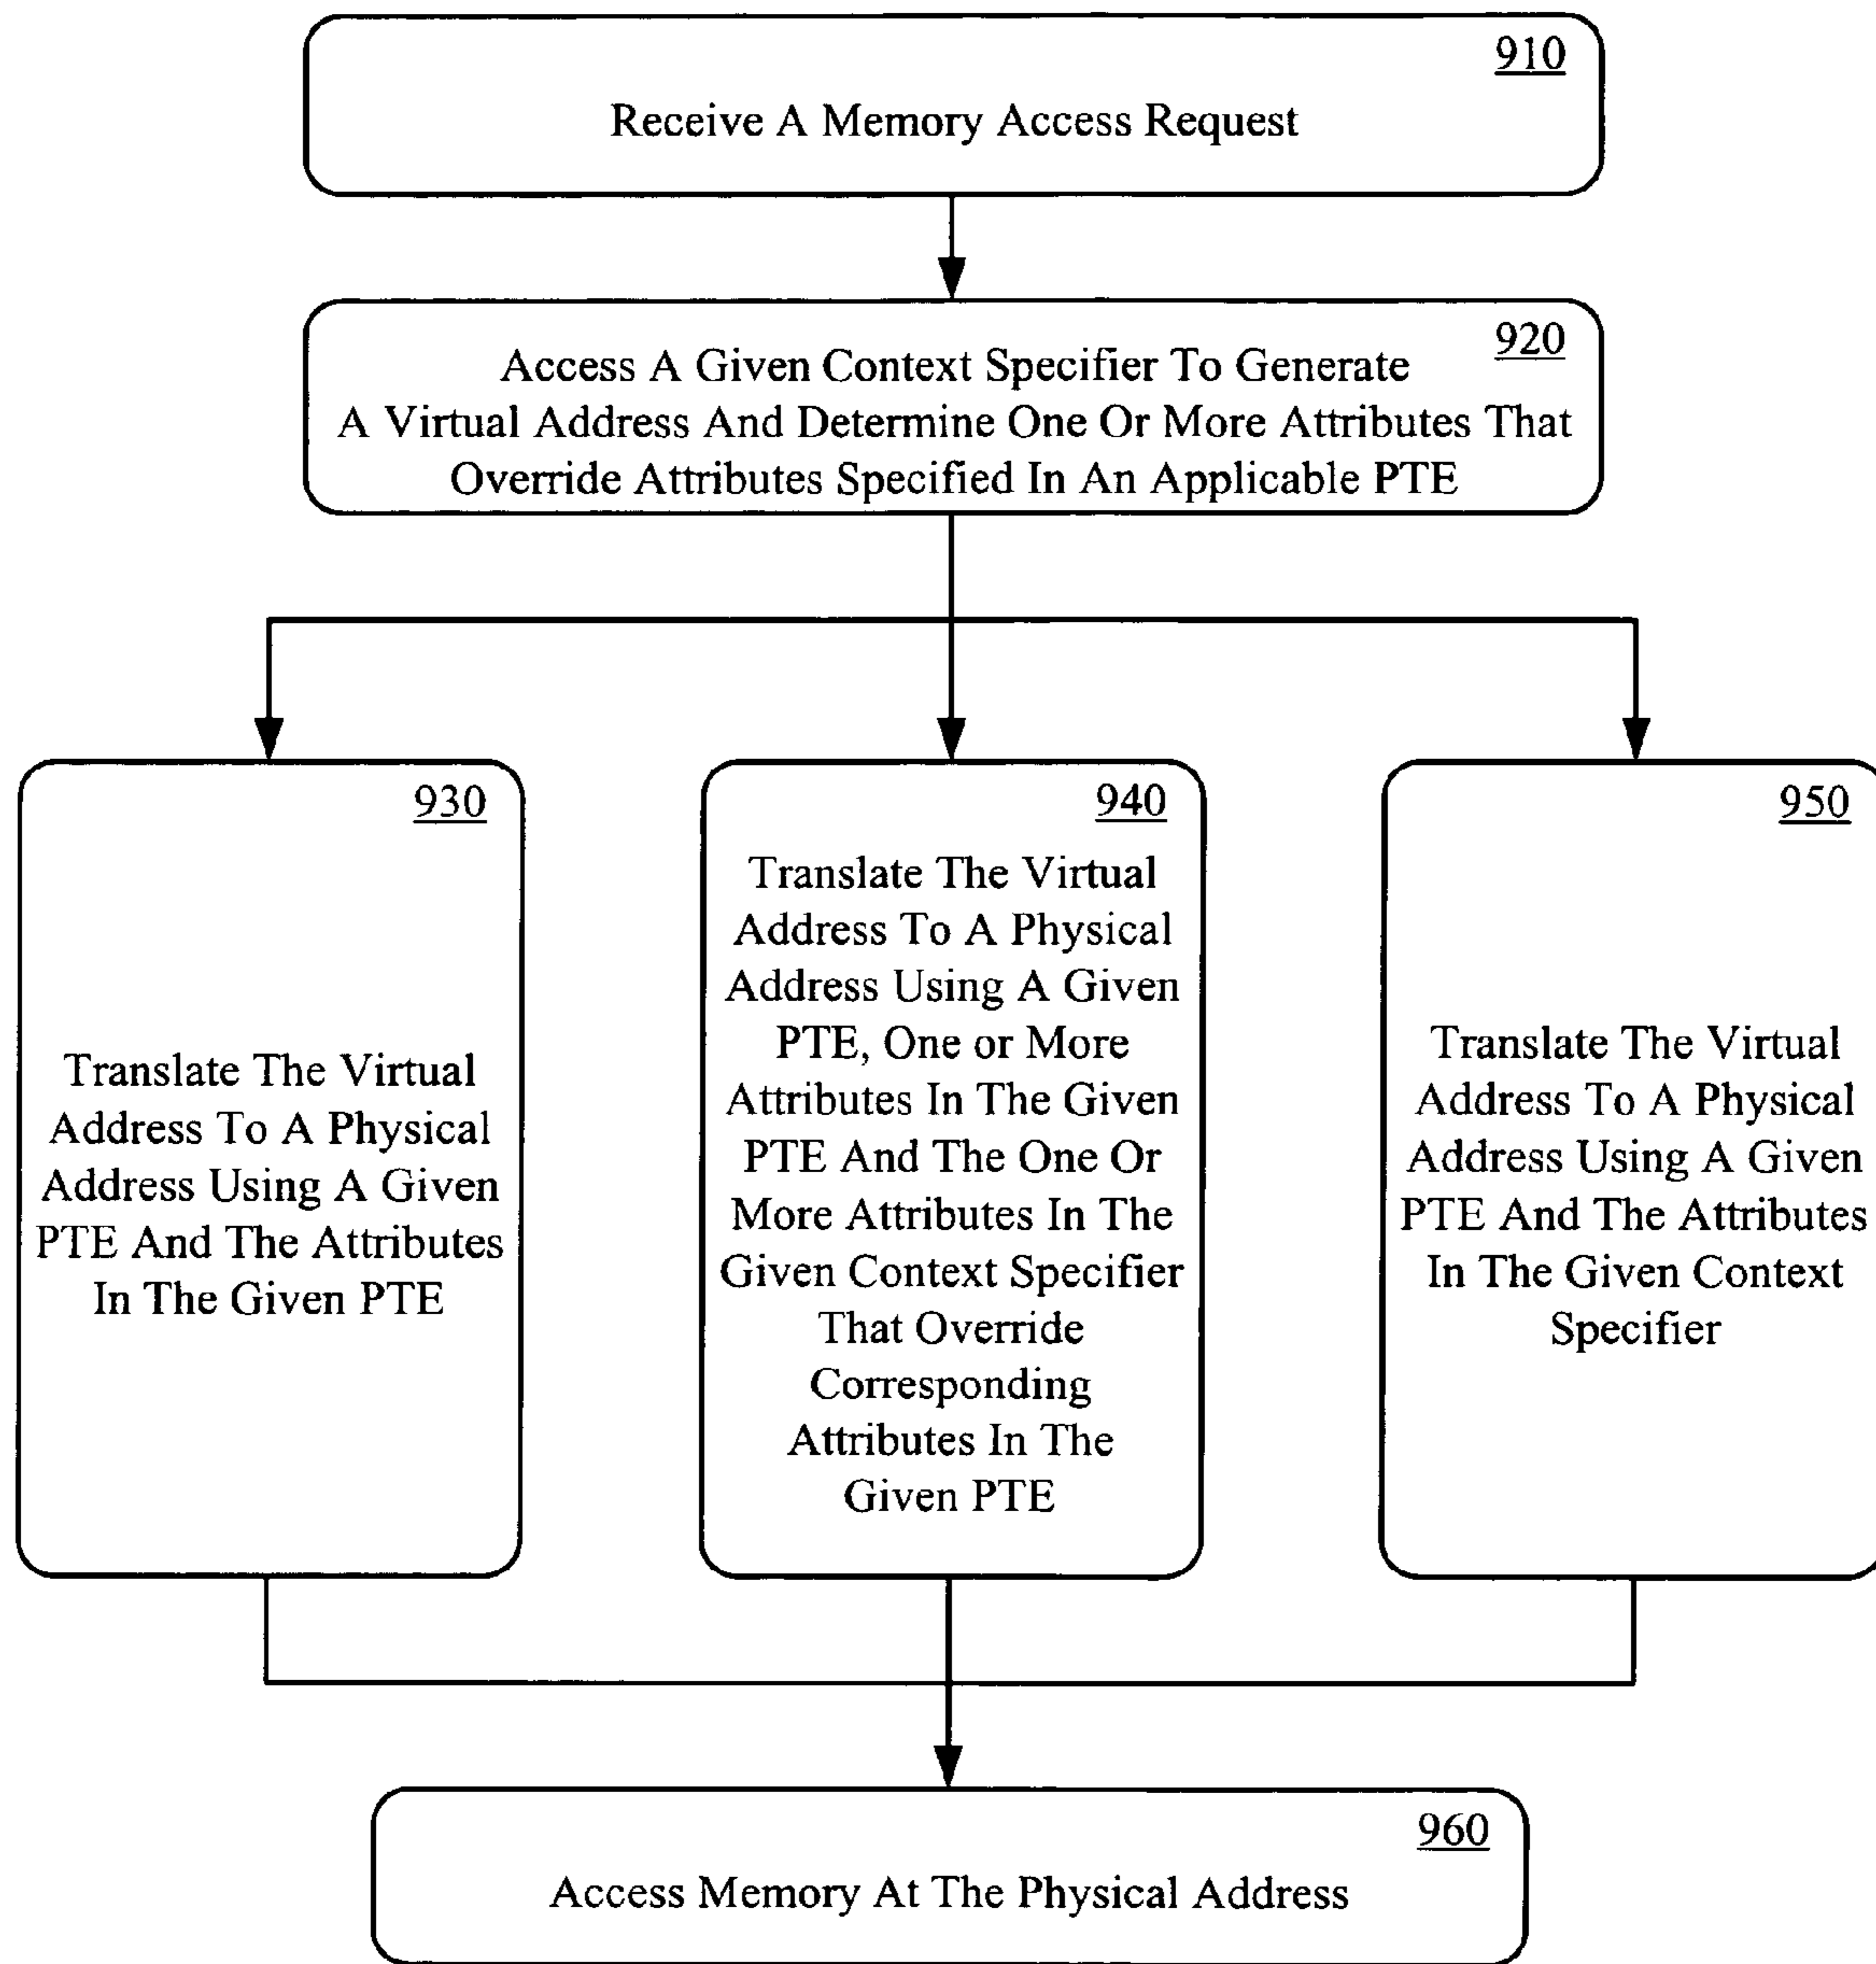 910
Receive A Memory Access Request
920
Access A Given Context Specifier To Generate
A Virtual Address And Determine One Or More Attributes That
Override Attributes Specified In An Applicable PTE
930
Translate The Virtual
Address To A Physical
Address Using A Given
PTE And The Attributes
In The Given PTE
940
Translate The Virtual
Address To A Physical
Address Using A Given
PTE, One or More
Attributes In The Given
PTE And The One Or
More Attributes In The
Given Context Specifier
That Override
Corresponding
Attributes In The
Given PTE
950
Translate The Virtual
Address To A Physical
Address Using A Given
PTE And The Attributes
In The Given Context
Specifier
960
Access Memory At The Physical Address